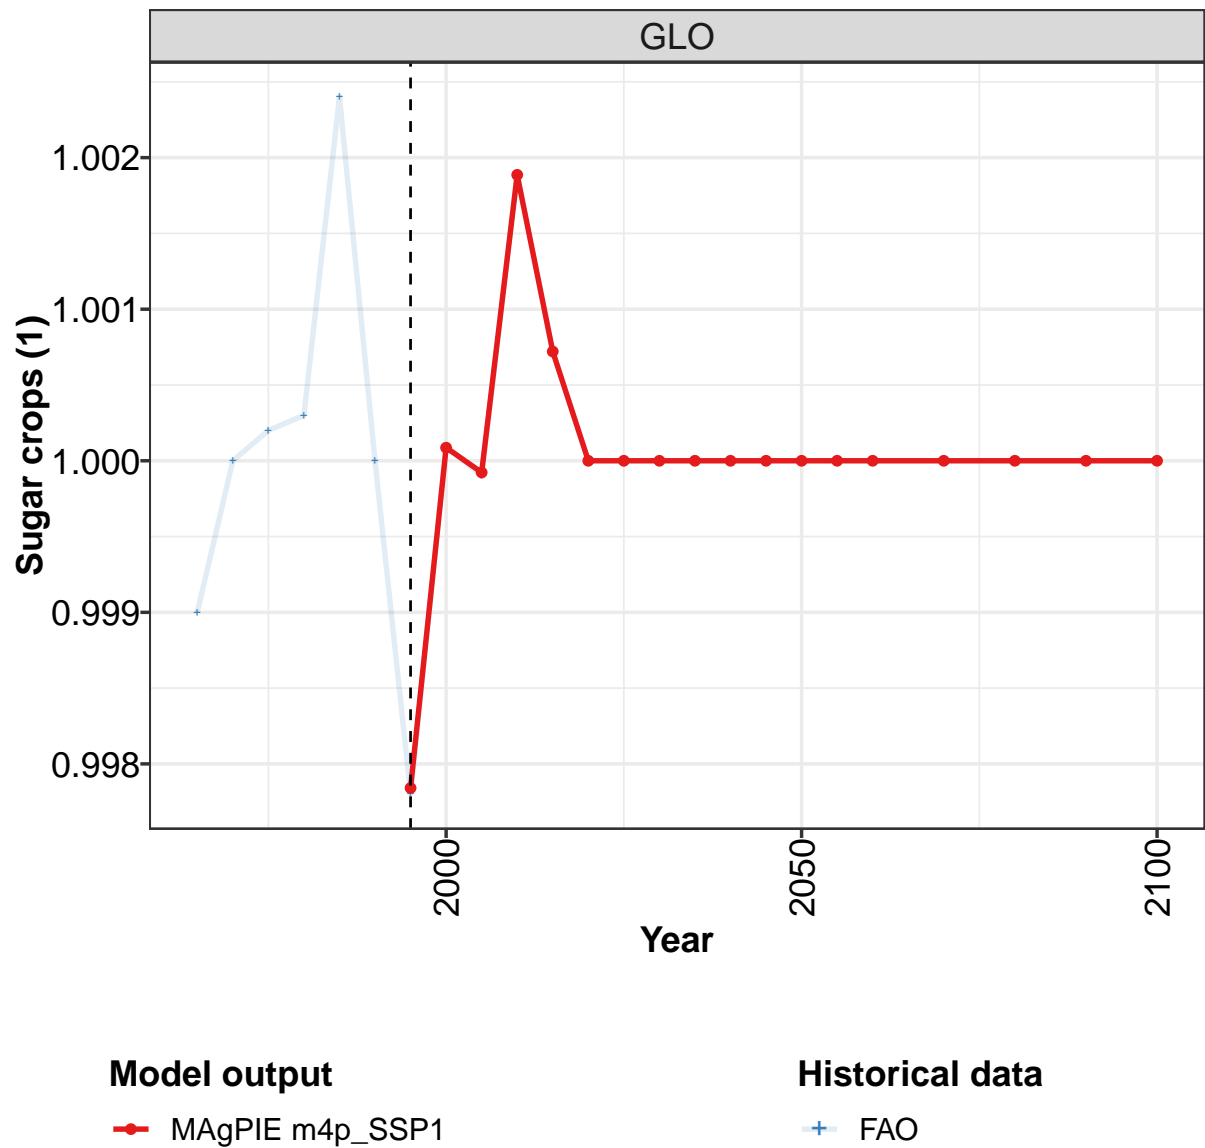 GLO
Sugar crops (1)
1.002
1.001
1.000
0.999
0.998
2000
2050
2100
Year
Model output
MAgPIE m4p_SSP1
Historical data
FAO